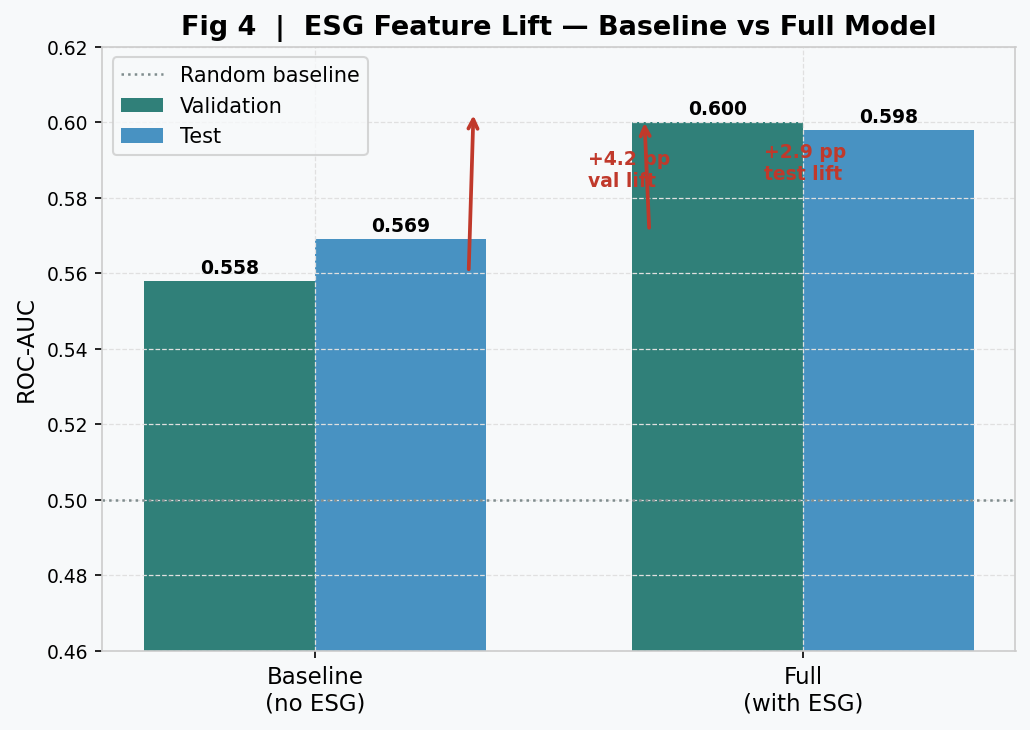 Fig 4 | ESG Feature Lift — Baseline vs Full Model
Random baseline
Validation
Test
ROC-AUC
0.62
0.60
0.58
0.56
0.54
0.52
0.50
0.48
0.46
0.558
0.569
0.600
0.598
+4.2 pp
val lift
+2.9 pp
test lift
Baseline
(no ESG)
Full
(with ESG)